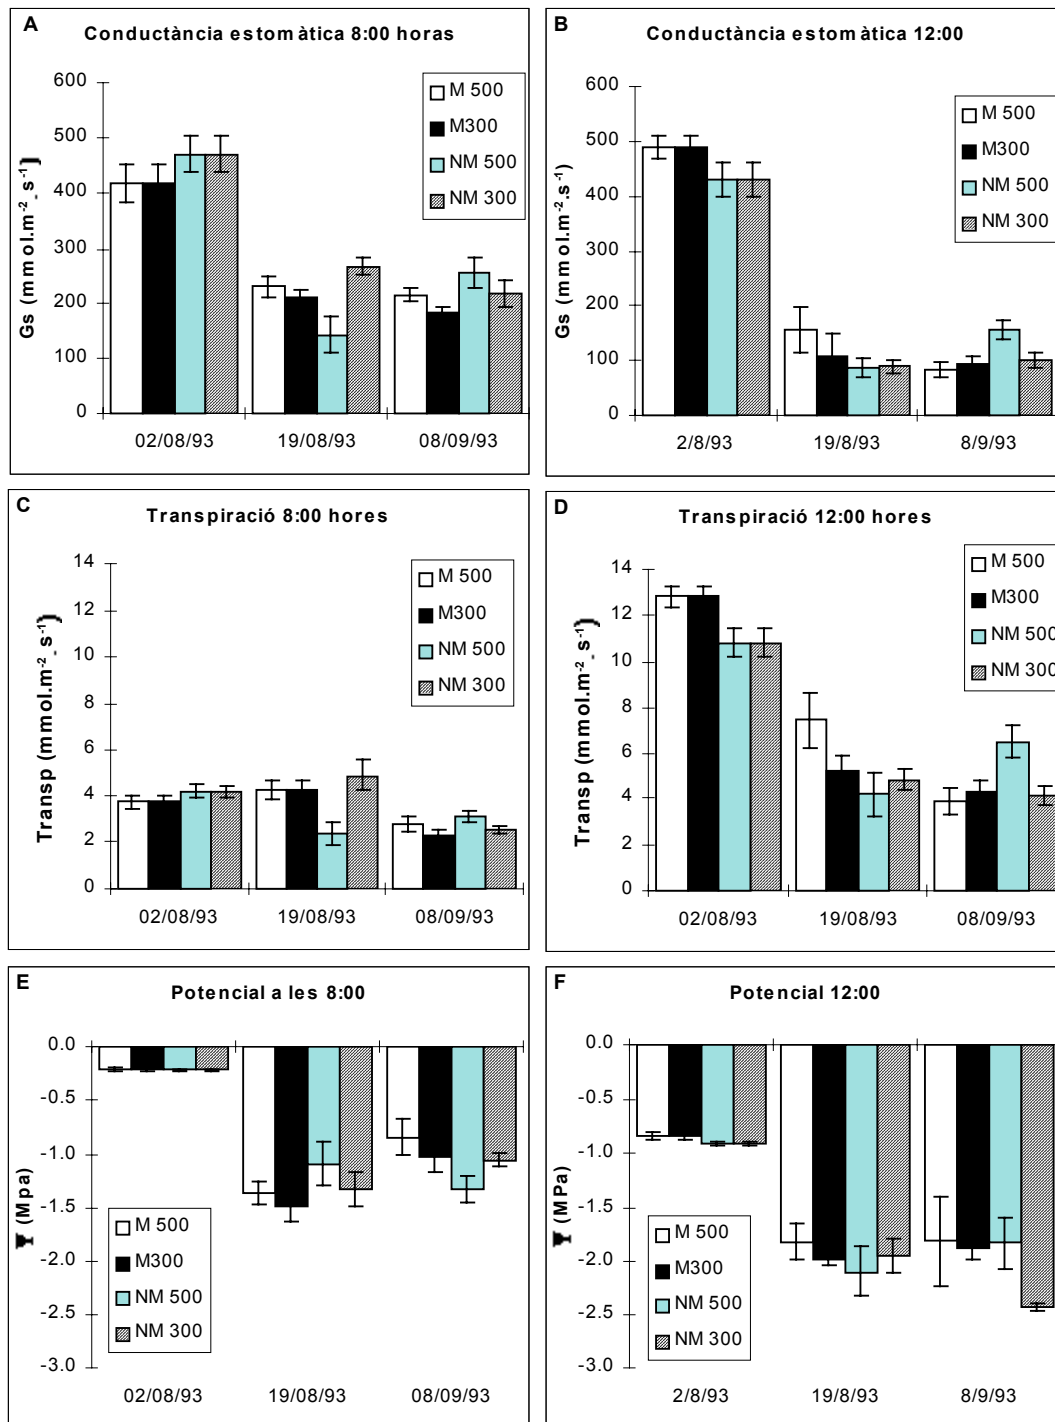 A
Conductància estomàtica 8:00 horas
Gs (mmol.m-2.s-1)
600
500
400
300
200
100
0
M 500
M300
NM 500
NM 300
02/08/93 19/08/93 08/09/93
B
Conductància estomàtica 12:00
Gs (mmol.m-2.s-1)
600
500
400
300
200
100
0
M 500
M300
NM 500
NM 300
2/8/93 19/8/93 8/9/93
C
Transpiració 8:00 hores
Transp (mmol.m-2.s-1)
14
12
10
8
6
4
2
0
M 500
M300
NM 500
NM 300
02/08/93 19/08/93 08/09/93
D
Transpiració 12:00 hores
Transp (mmol.m-2.s-1)
14
12
10
8
6
4
2
0
M 500
M300
NM 500
NM 300
02/08/93 19/08/93 08/09/93
E
Potencial a les 8:00
Ψ (Mpa)
0.0
-0.5
-1.0
-1.5
-2.0
-2.5
-3.0
M 500
M300
NM 500
NM 300
02/08/93 19/08/93 08/09/93
F
Potencial 12:00
Ψ (MPa)
0.0
-0.5
-1.0
-1.5
-2.0
-2.5
-3.0
M 500
M300
NM 500
NM 300
2/8/93 19/8/93 8/9/93